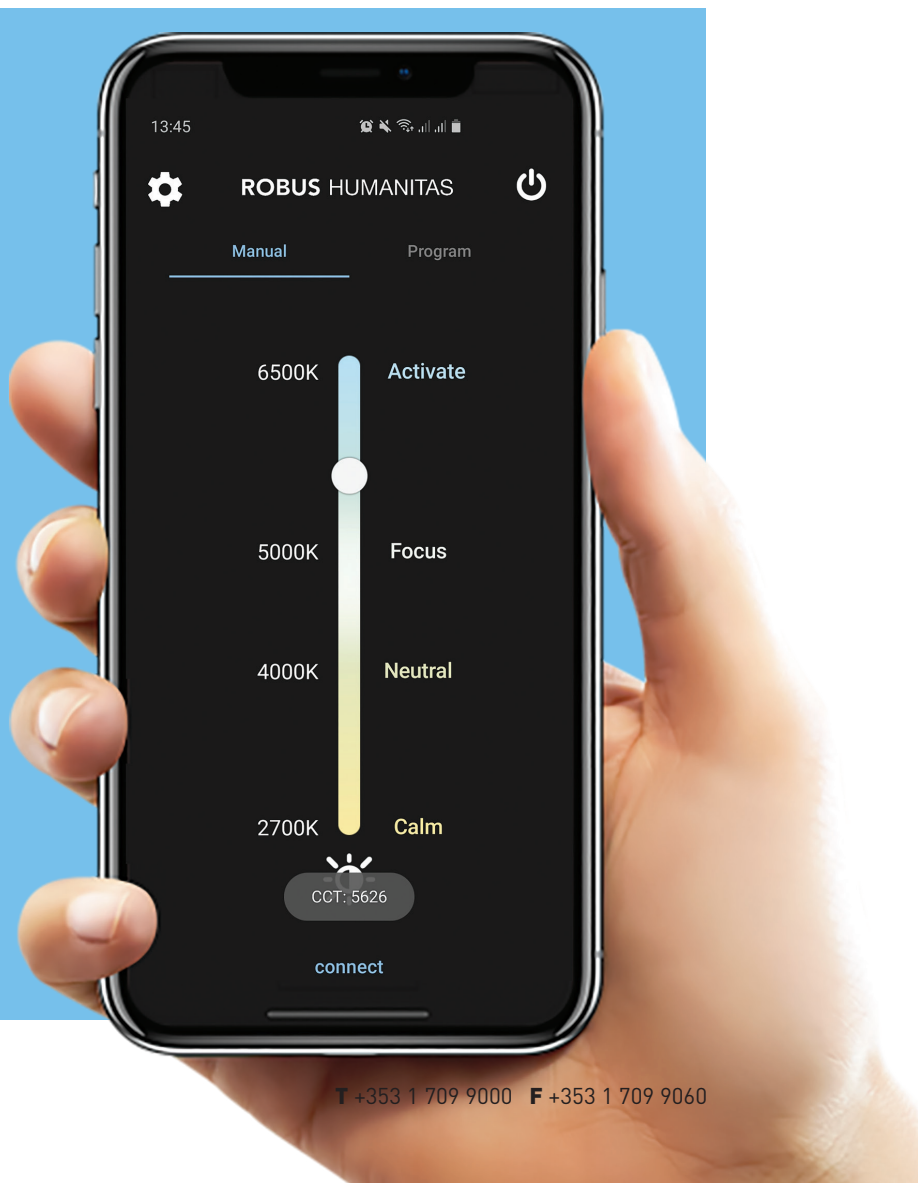 13:45
ROBUS HUMANITAS
Manual Program
6500K Activate
5000K Focus
4000K Neutral
2700K Calm
CCT: 5626
connect
T +353 1 709 9000 F +353 1 709 9060